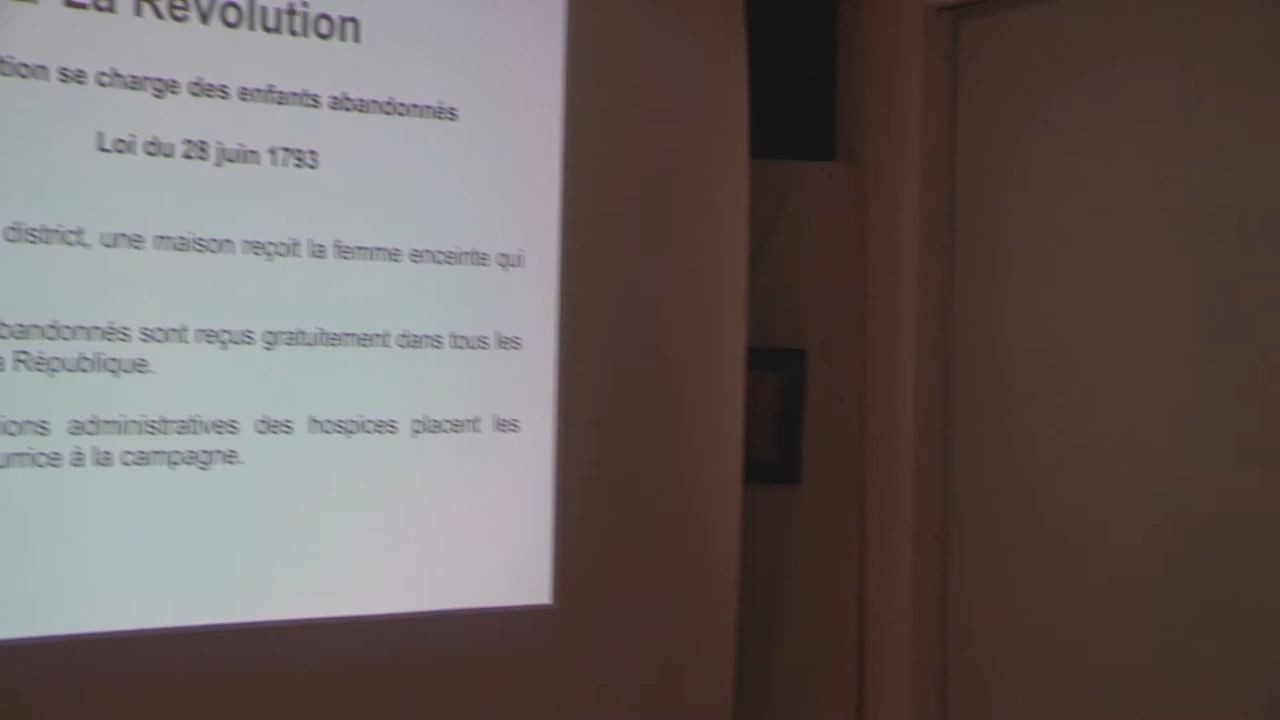 La Révolution
tion se charge des enfants abandonnés
Loi du 28 juin 1793
district, une maison reçoit la femme enceinte qui
bandonnés sont reçus gratuitement dans tous les
a République.
ions administratives des hospices placent les
urrice à la campagne.